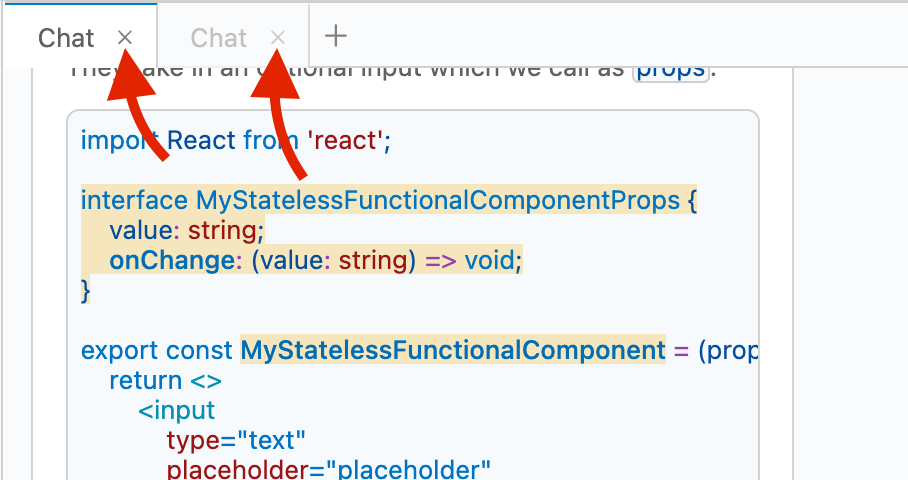 Chat × Chat × +
They take in an optional input which we call as props.
import React from 'react';
interface MyStatelessFunctionalComponentProps {
value: string;
onChange: (value: string) => void;
}
export const MyStatelessFunctionalComponent = (prop
return <>
<input
type="text"
placeholder="placeholder"